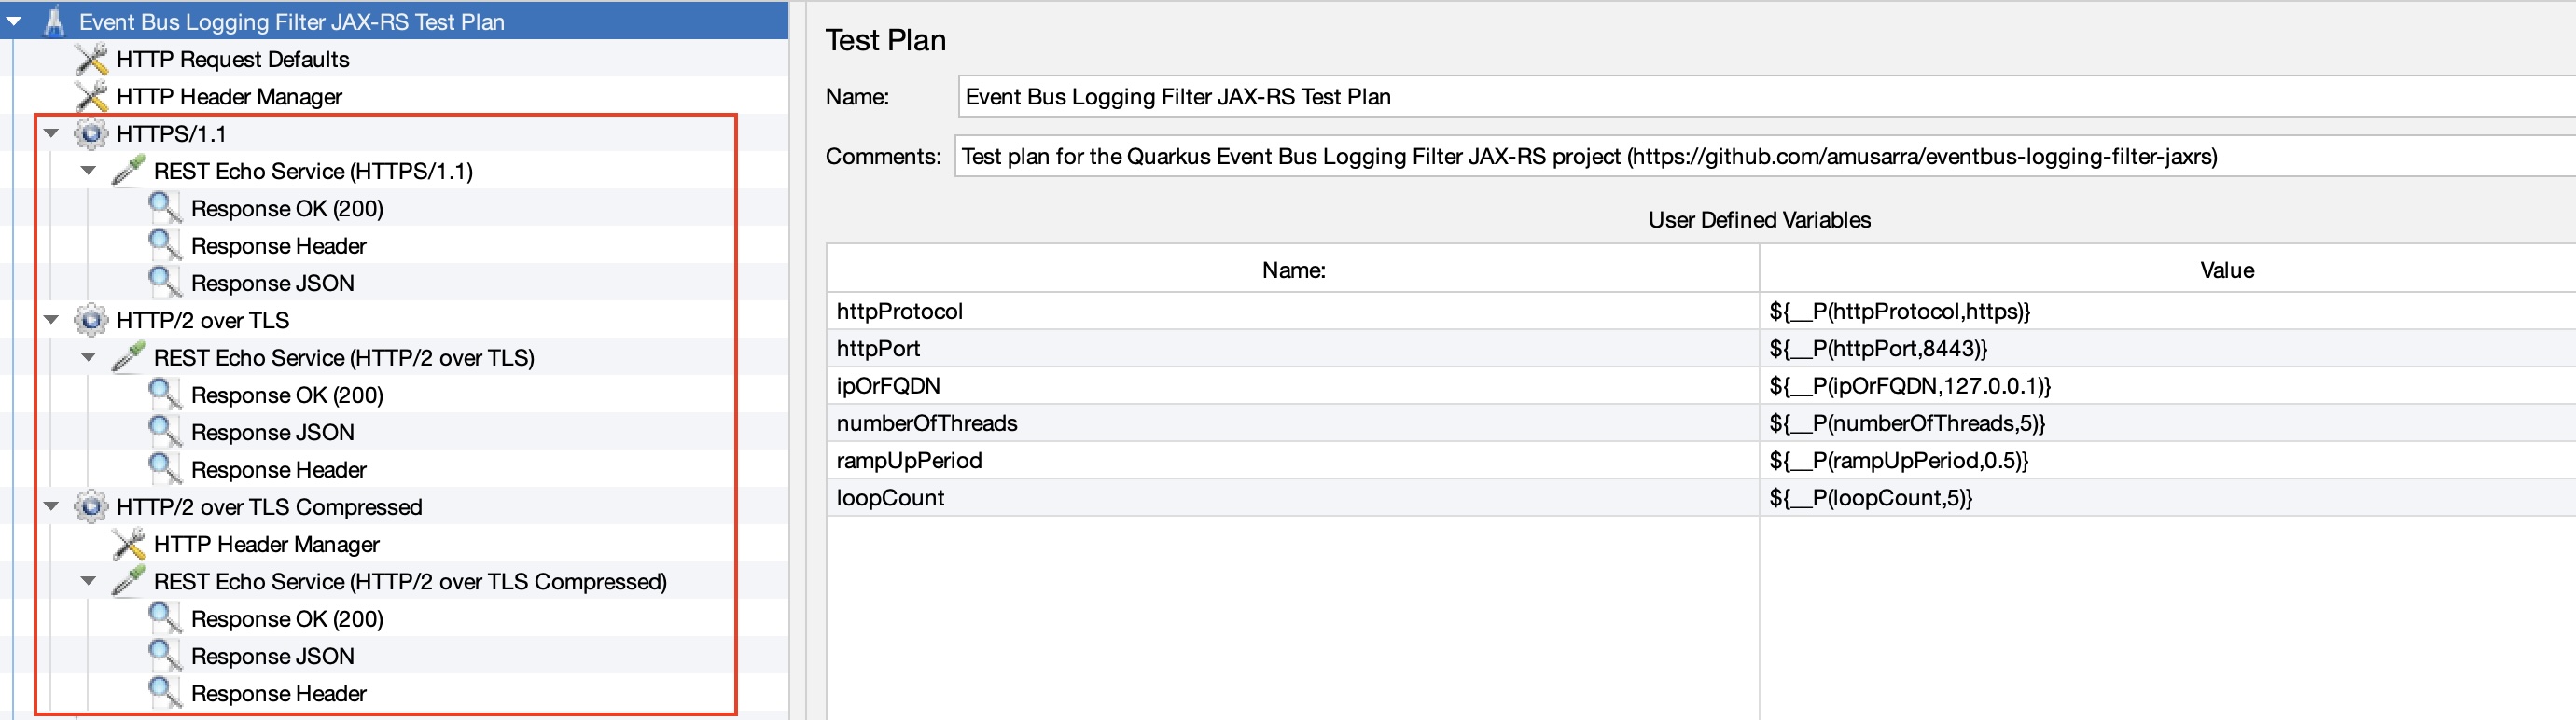 Event Bus Logging Filter JAX-RS Test Plan
HTTP Request Defaults
HTTP Header Manager
HTTPS/1.1
REST Echo Service (HTTPS/1.1)
Response OK (200)
Response Header
Response JSON
HTTP/2 over TLS
REST Echo Service (HTTP/2 over TLS)
Response OK (200)
Response JSON
Response Header
HTTP/2 over TLS Compressed
HTTP Header Manager
REST Echo Service (HTTP/2 over TLS Compressed)
Response OK (200)
Response JSON
Response Header
Test Plan
Name: Event Bus Logging Filter JAX-RS Test Plan
Comments: Test plan for the Quarkus Event Bus Logging Filter JAX-RS project (https://github.com/amusarra/eventbus-logging-filter-jaxrs)
User Defined Variables
Name: Value
httpProtocol ${__P(httpProtocol,https)}
httpPort ${__P(httpPort,8443)}
ipOrFQDN ${__P(ipOrFQDN,127.0.0.1)}
numberOfThreads ${__P(numberOfThreads,5)}
rampUpPeriod ${__P(rampUpPeriod,0.5)}
loopCount ${__P(loopCount,5)}